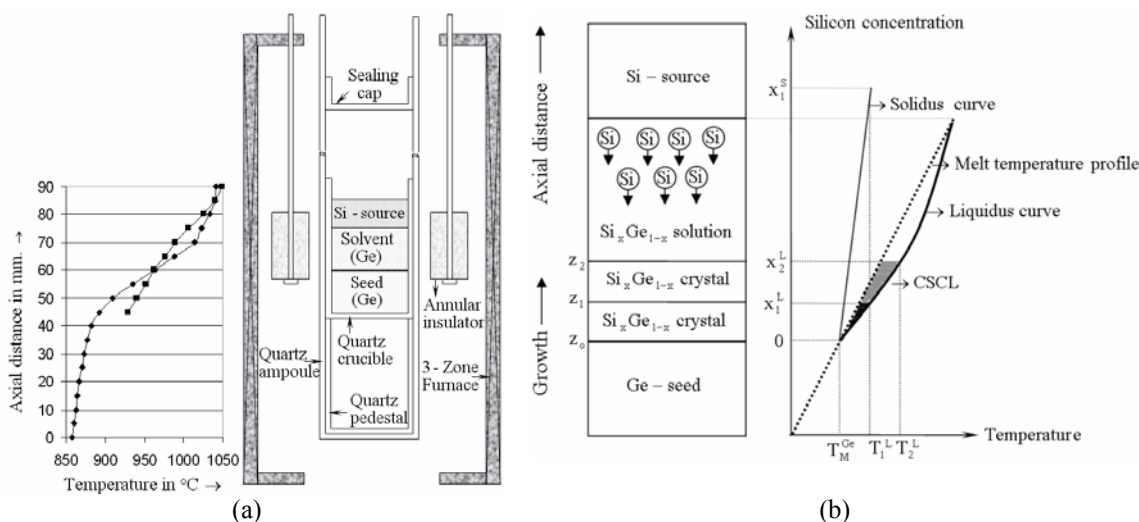 Axial distance in mm. →
90
80
70
60
50
40
30
20
10
0
850 900 950 1000 1050
Temperature in °C →
Sealing
cap
Si - source
Solvent
(Ge)
Seed
(Ge)
Annular
insulator
Quartz
crucible
Quartz
ampoule
3 - Zone
Furnace
Quartz
pedestal
(a)
Axial distance
Growth
Si – source
Si Si Si Si
Si Si Si
SiₓGe₁₋ₓ solution
z₂
SiₓGe₁₋ₓ crystal
z₁
SiₓGe₁₋ₓ crystal
z₀
Ge – seed
Silicon concentration
x₁ˢ
Solidus curve
Melt temperature profile
Liquidus curve
x₂ᴸ
CSCL
x₁ᴸ
0
Temperature
T_M^Ge T₁ᴸ T₂ᴸ
(b)